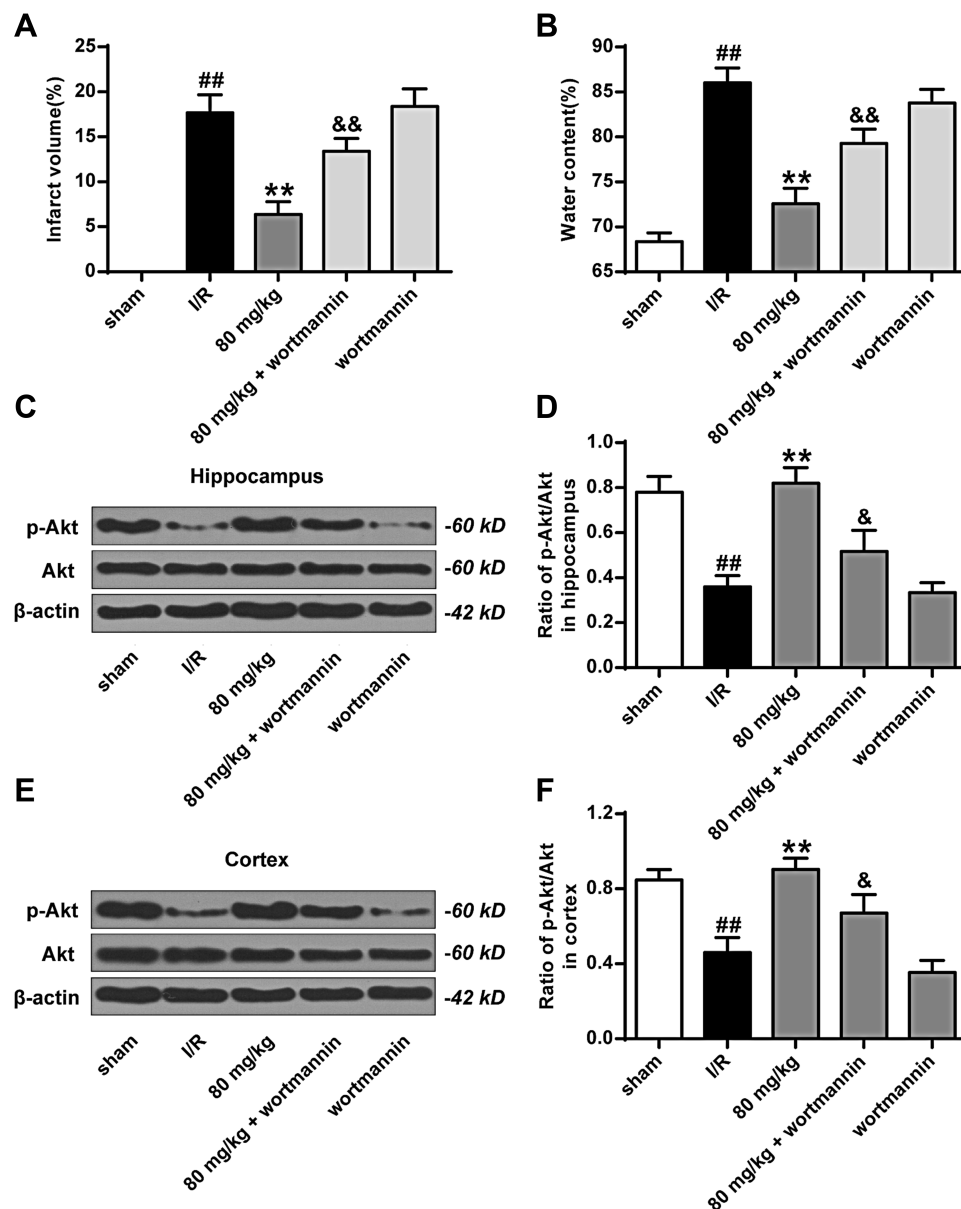 A
Infarct volume(%)
25
20
15
10
5
0
##
**
&&
sham
I/R
80 mg/kg
80 mg/kg + wortmannin
wortmannin
B
Water content(%)
90
85
80
75
70
65
##
**
&&
sham
I/R
80 mg/kg
80 mg/kg + wortmannin
wortmannin
C
Hippocampus
p-Akt -60 kD
Akt -60 kD
β-actin -42 kD
sham
I/R
80 mg/kg
80 mg/kg + wortmannin
wortmannin
D
Ratio of p-Akt/Akt
in hippocampus
1.0
0.8
0.6
0.4
0.2
0.0
##
**
&
sham
I/R
80 mg/kg
80 mg/kg + wortmannin
wortmannin
E
Cortex
p-Akt -60 kD
Akt -60 kD
β-actin -42 kD
sham
I/R
80 mg/kg
80 mg/kg + wortmannin
wortmannin
F
Ratio of p-Akt/Akt
in cortex
1.2
0.8
0.4
0.0
##
**
&
sham
I/R
80 mg/kg
80 mg/kg + wortmannin
wortmannin